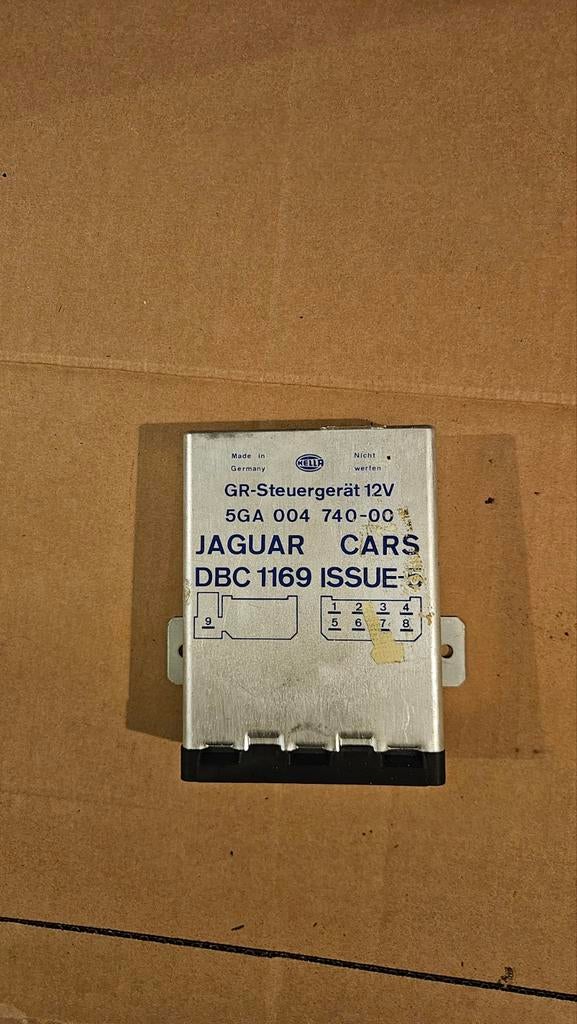 Made in
Germany
HELLA
Nicht
werfen
GR-Steuergerät 12V
5GA 004 740-00
JAGUAR CARS
DBC 1169 ISSUE-
9
1 2 3 4
5 6 7 8